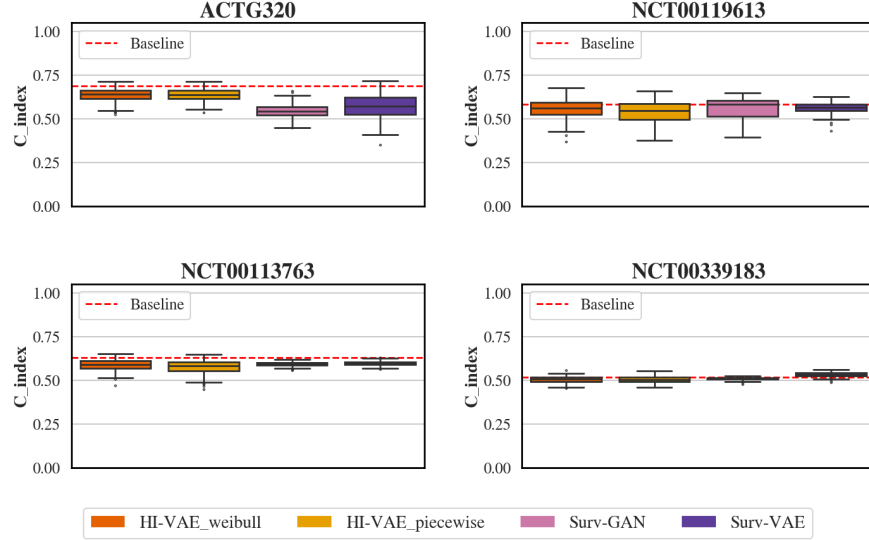 ACTG320
NCT00119613
1.00
0.75
0.50
0.25
0.00
C_index
Baseline
1.00
0.75
0.50
0.25
0.00
C_index
Baseline
NCT00113763
NCT00339183
1.00
0.75
0.50
0.25
0.00
C_index
Baseline
1.00
0.75
0.50
0.25
0.00
C_index
Baseline
HI-VAE_weibull
HI-VAE_piecewise
Surv-GAN
Surv-VAE